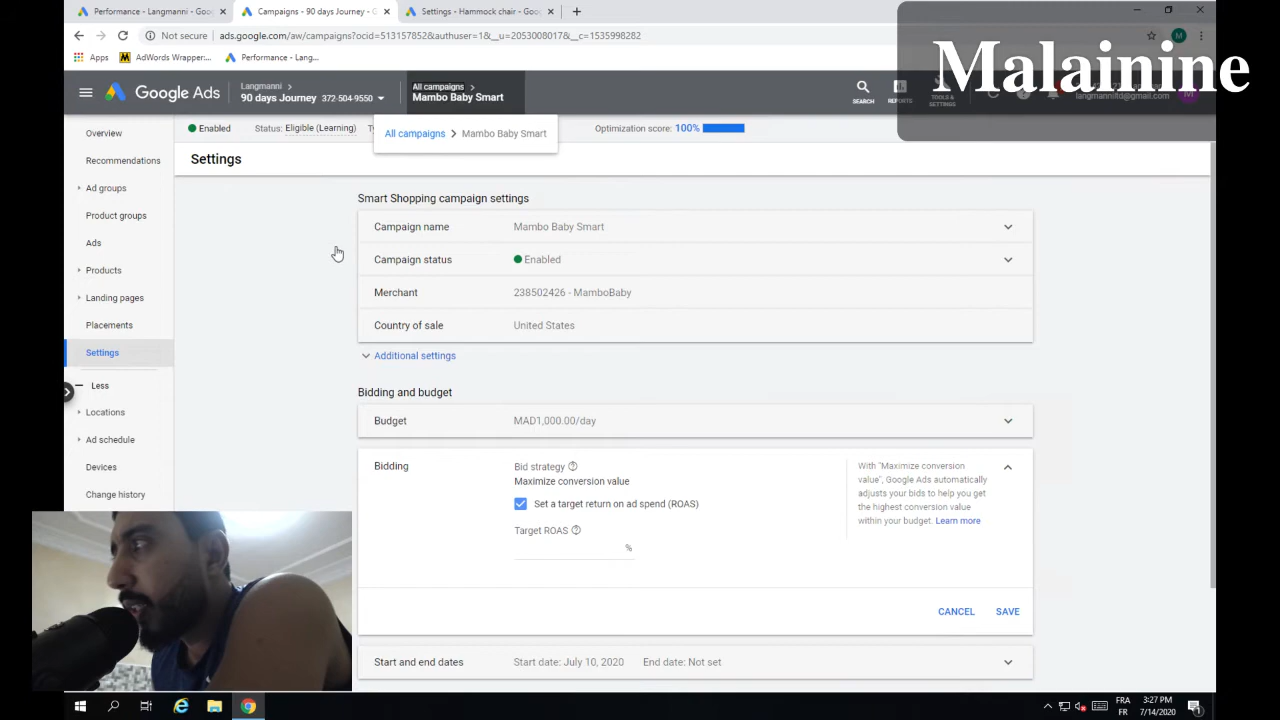 Performance - Langmanni - Goog
Campaigns - 90 days Journey - G
Settings - Hammock chair - Goog
Malainine
Not secure
ads.google.com/aw/campaigns?ocid=513157852&authuser=1&__u=2053008017&__c=1535998282
M
Apps
AdWords Wrapper:...
Performance - Lang...
Google Ads
Langmanni
90 days Journey 372-504-9550
All campaigns
Mambo Baby Smart
SEARCH
REPORTS
TOOLS &
SETTINGS
langmanniltd@gmail.com
Overview
Recommendations
Ad groups
Product groups
Ads
Products
Landing pages
Placements
Settings
Less
Locations
Ad schedule
Devices
Change history
Enabled
Status: Eligible (Learning)
All campaigns > Mambo Baby Smart
Optimization score: 100%
Settings
Smart Shopping campaign settings
Campaign name Mambo Baby Smart
Campaign status Enabled
Merchant 238502426 - MamboBaby
Country of sale United States
Additional settings
Bidding and budget
Budget MAD1,000.00/day
Bidding
Bid strategy
Maximize conversion value
Set a target return on ad spend (ROAS)
Target ROAS
%
With "Maximize conversion
value", Google Ads automatically
adjusts your bids to help you get
the highest conversion value
within your budget. Learn more
CANCEL SAVE
Start and end dates Start date: July 10, 2020 End date: Not set
FRA
FR
3:27 PM
7/14/2020